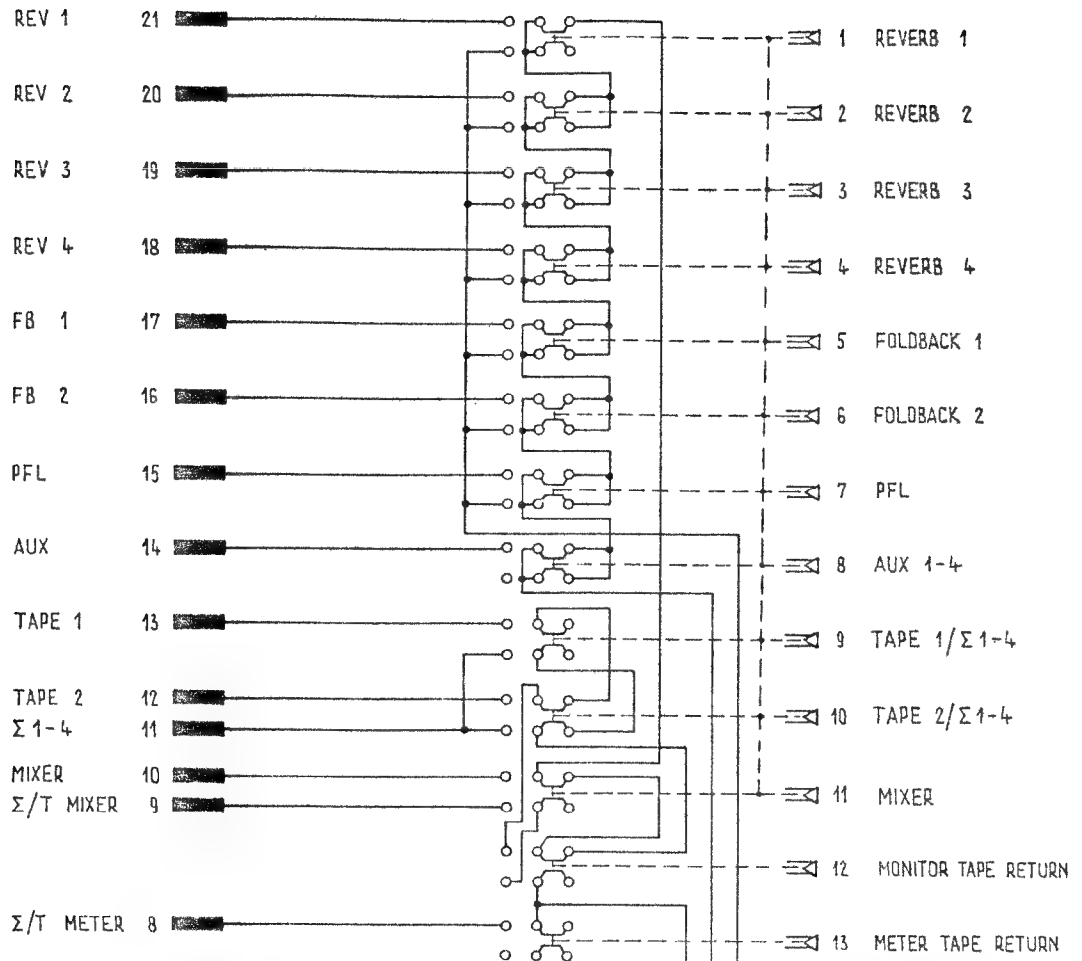 REV 1 21 1 REVERB 1
REV 2 20 2 REVERB 2
REV 3 19 3 REVERB 3
REV 4 18 4 REVERB 4
FB 1 17 5 FOLDBACK 1
FB 2 16 6 FOLDBACK 2
PFL 15 7 PFL
AUX 14 8 AUX 1-4
TAPE 1 13 9 TAPE 1/Σ1-4
TAPE 2 12 10 TAPE 2/Σ1-4
Σ1-4 11
MIXER 10 11 MIXER
Σ/T MIXER 9
12 MONITOR TAPE RETURN
Σ/T METER 8 13 METER TAPE RETURN